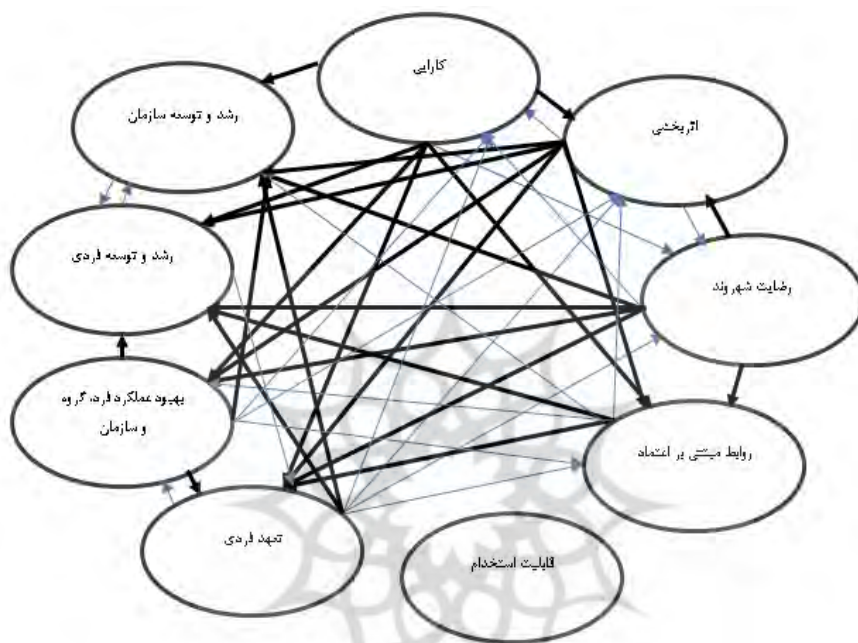 کارایی
رشد و توسعه سازمان
اثربخشی
رشد و توسعه فردی
رضایت شهروند
بهبود عملکرد فرد، گروه
و سازمان
روابط مبتنی بر اعتماد
تعهد فردی
قابلیت استخدام